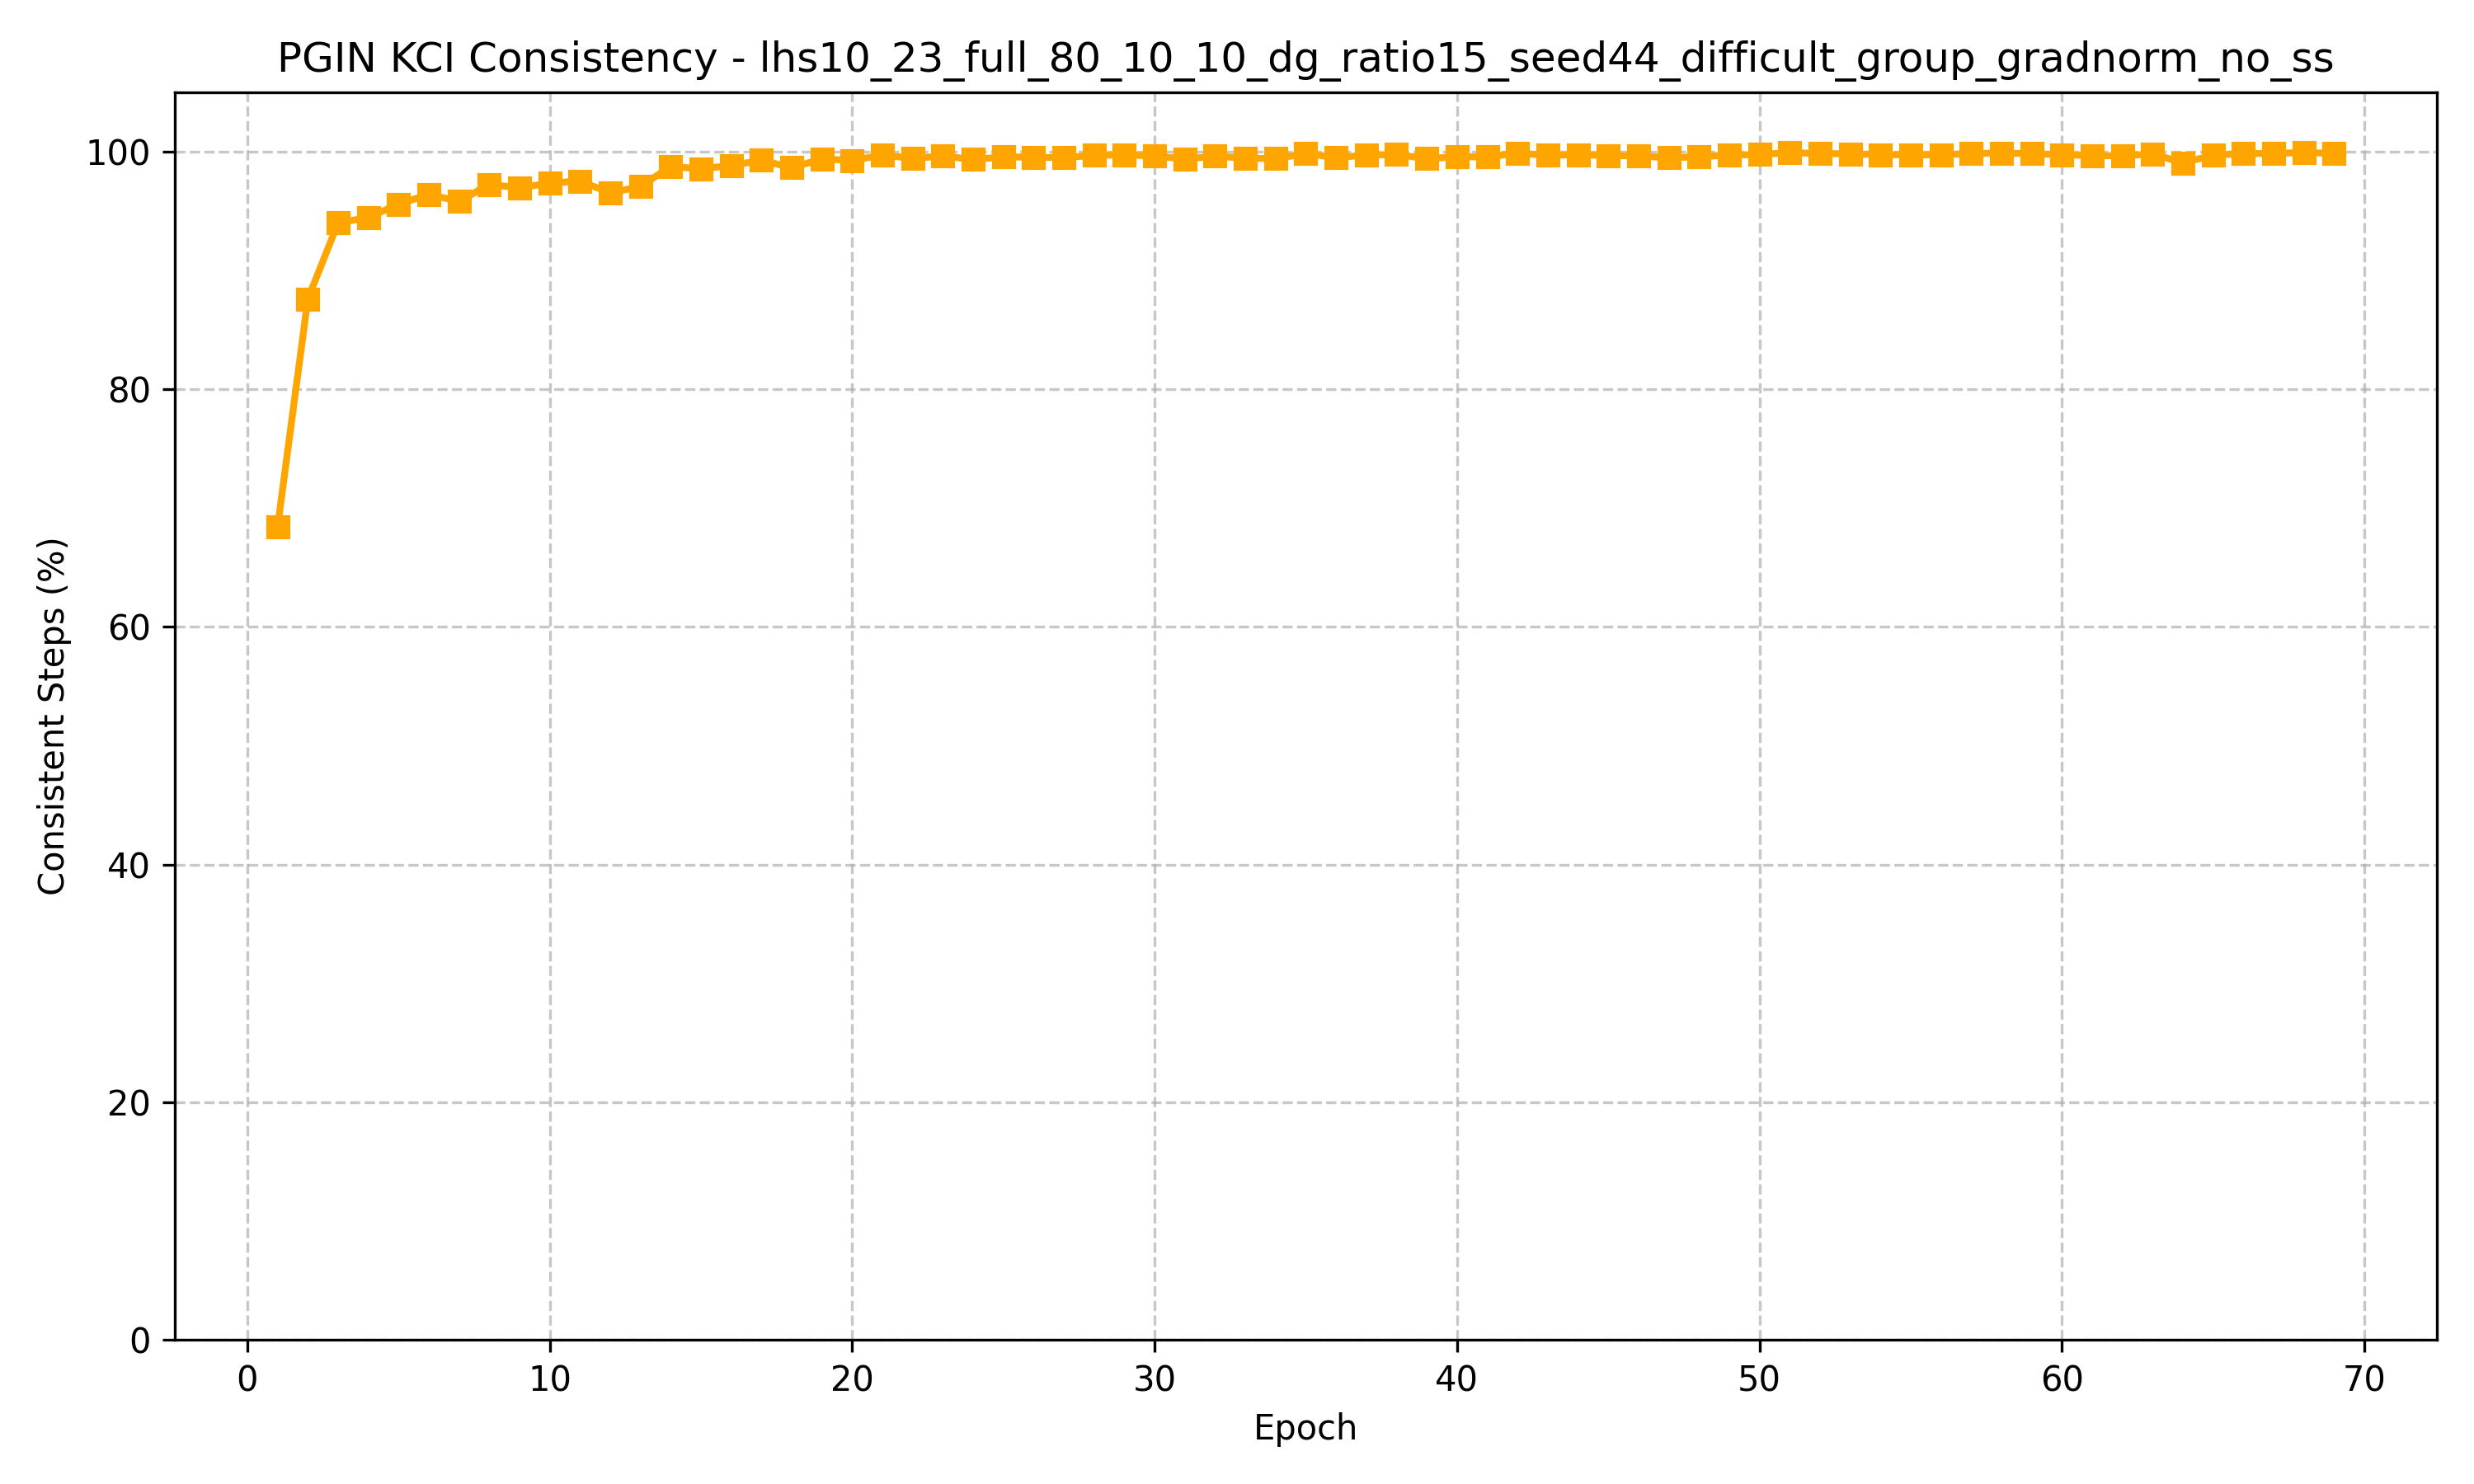 PGIN KCI Consistency - lhs10_23_full_80_10_10_dg_ratio15_seed44_difficult_group_gradnorm_no_ss
100
80
60
40
20
0
Consistent Steps (%)
0 10 20 30 40 50 60 70
Epoch